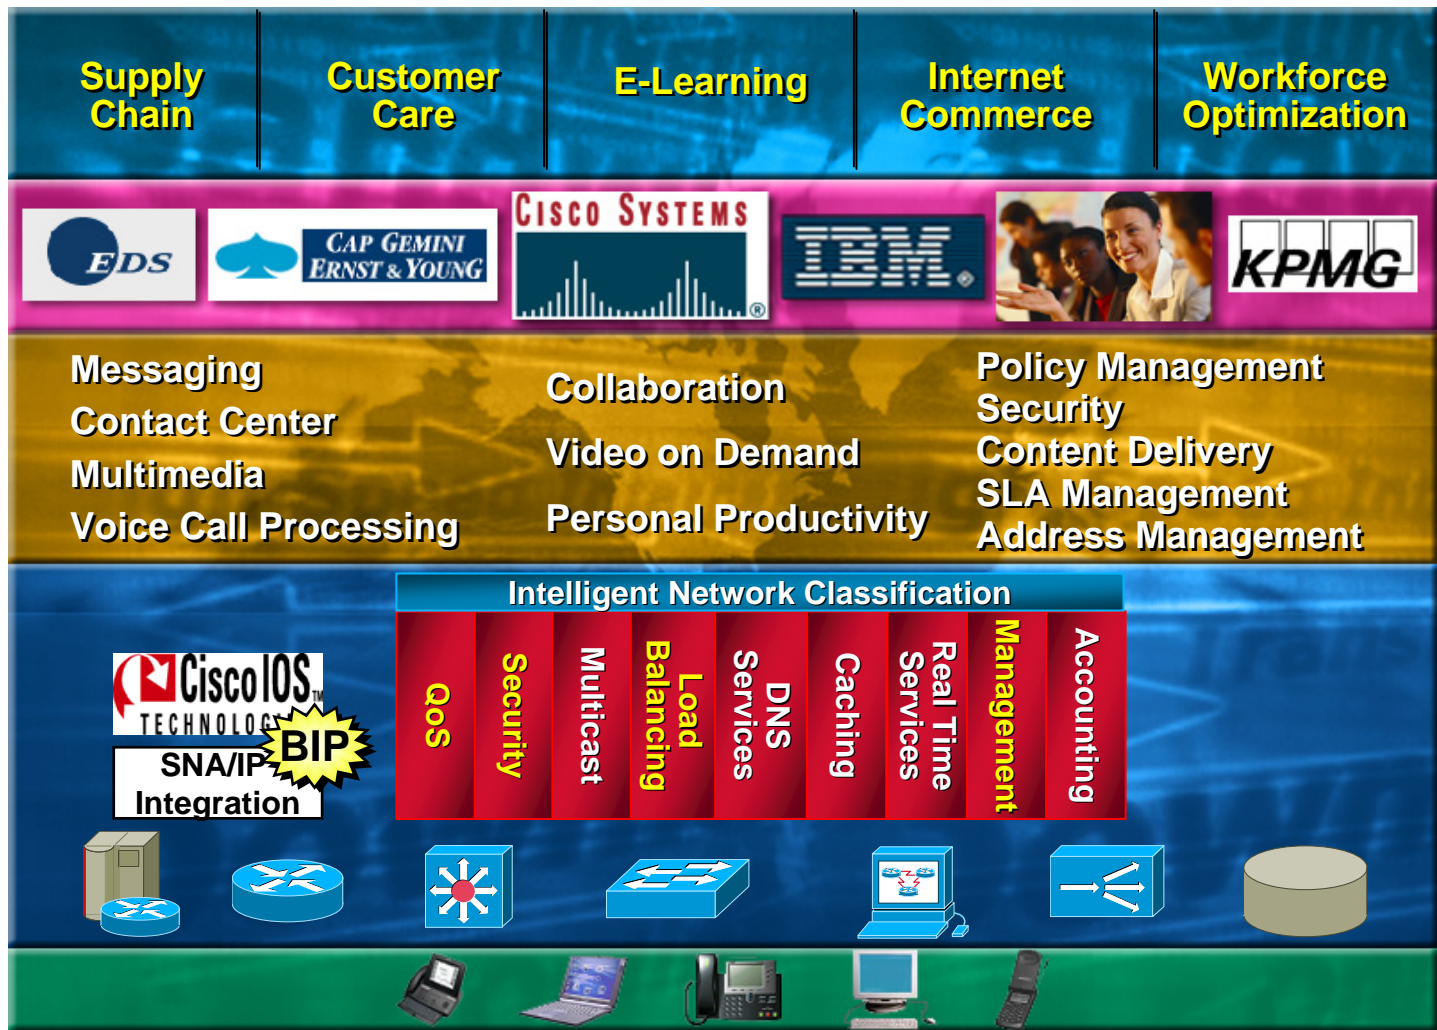 Supply
Chain
Customer
Care
E-Learning
Internet
Commerce
Workforce
Optimization
EDS
CAP GEMINI
ERNST & YOUNG
CISCO SYSTEMS
®
IBM®
KPMG
Messaging
Contact Center
Multimedia
Voice Call Processing
Collaboration
Video on Demand
Personal Productivity
Policy Management
Security
Content Delivery
SLA Management
Address Management
Intelligent Network Classification
QoS
Security
Multicast
Load
Balancing
DNS
Services
Caching
Real Time
Services
Management
Accounting
CISCO IOS TM
TECHNOLOG
BIP
SNA/IP
Integration